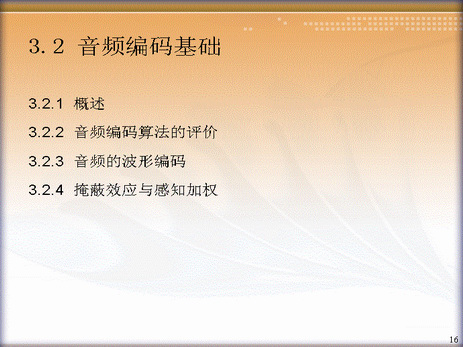 3.2 音频编码基础
3.2.1 概述
3.2.2 音频编码算法的评价
3.2.3 音频的波形编码
3.2.4 掩蔽效应与感知加权
16